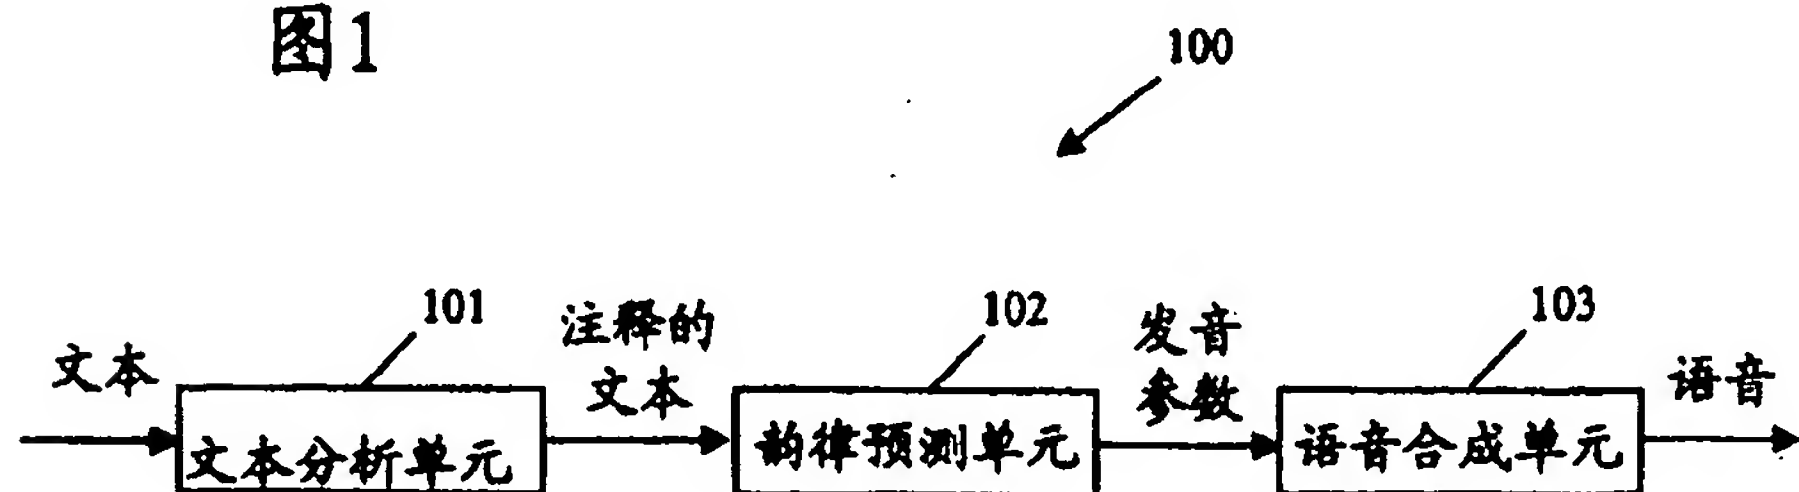 图1
100
101
102
103
文本
注释的
文本
发音
参数
语音
文本分析单元
韵律预测单元
语音合成单元